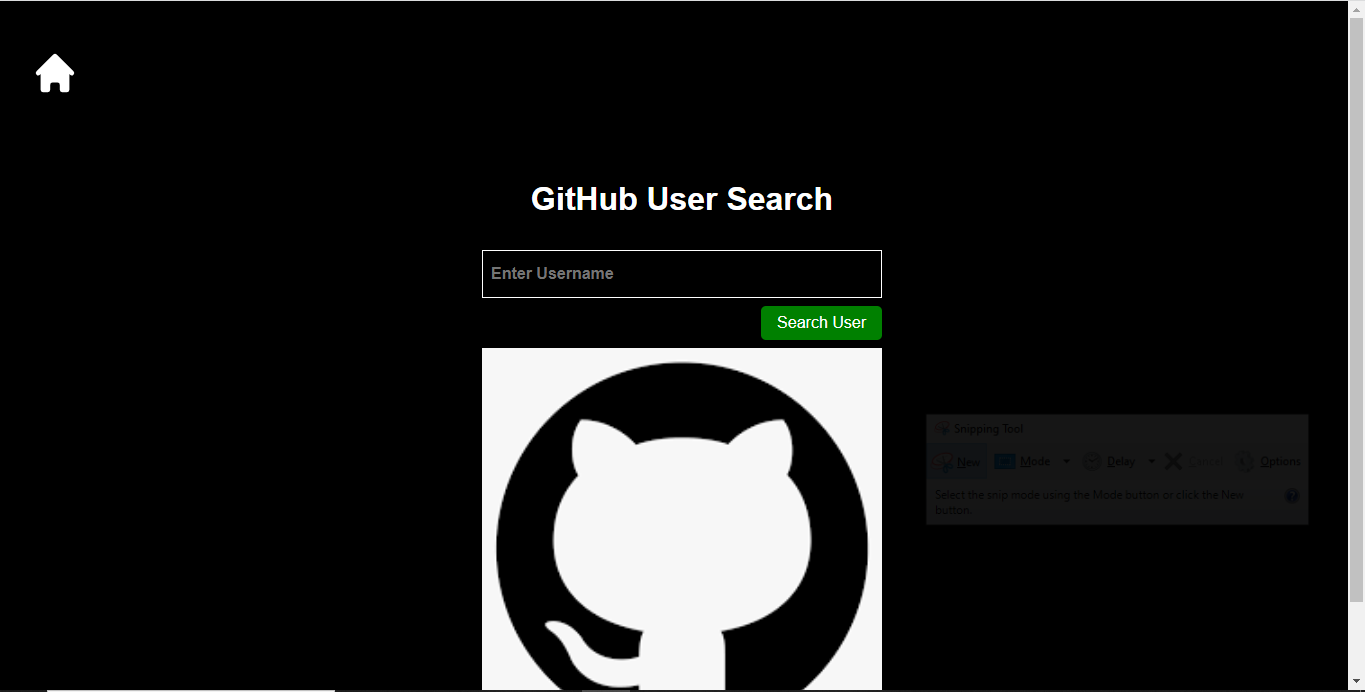 GitHub User Search
Enter Username
Search User
Snipping Tool
New Mode Delay Cancel Options
Select the snip mode using the Mode button or click the New
button.